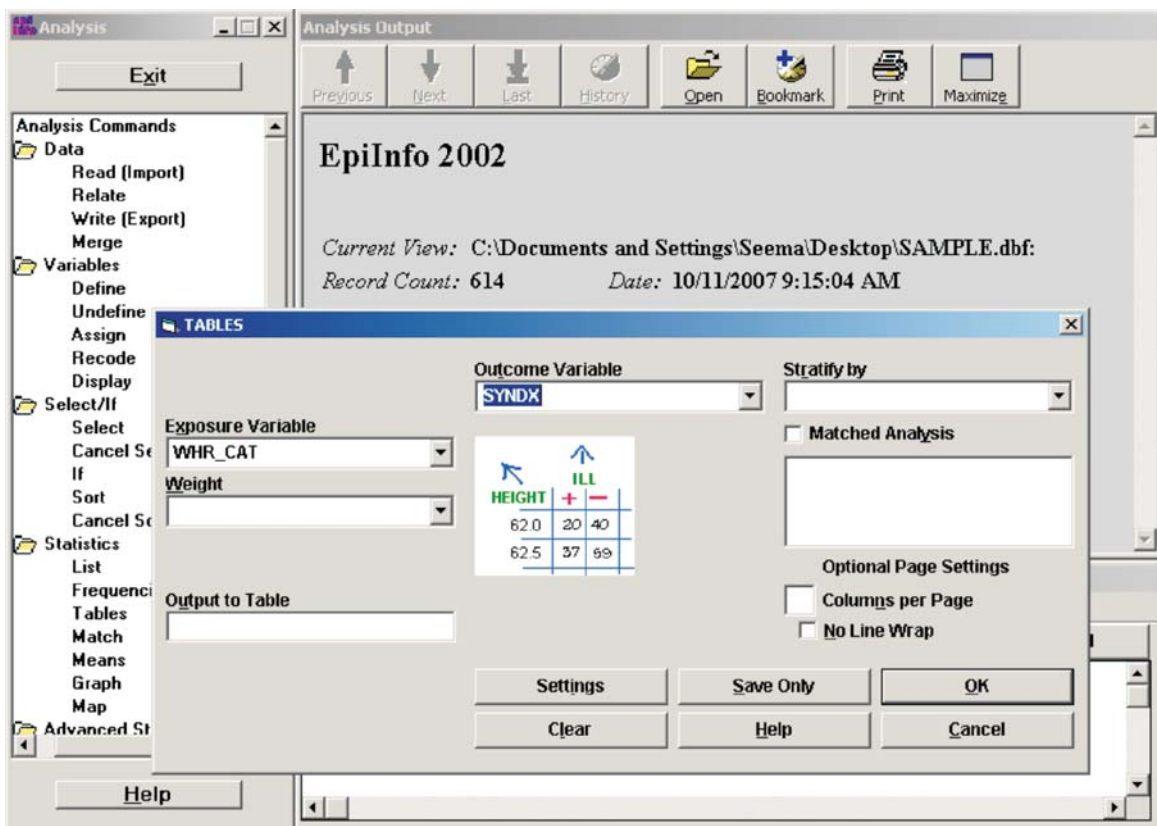 Analysis
Exit
Analysis Commands
Data
Read (Import)
Relate
Write (Export)
Merge
Variables
Define
Undefine
Assign
Recode
Display
Select/If
Select
Cancel Se
If
Sort
Cancel So
Statistics
List
Frequenci
Tables
Match
Means
Graph
Map
Advanced St
Help
Analysis Output
Previous Next Last History Open Bookmark Print Maximize
EpiInfo 2002
Current View: C:\Documents and Settings\Seema\Desktop\SAMPLE.dbf:
Record Count: 614 Date: 10/11/2007 9:15:04 AM
TABLES
Outcome Variable
SYNDX
Stratify by
Exposure Variable
WHR_CAT
Matched Analysis
Weight
ILL
HEIGHT + −
62.0 20 40
62.5 37 99
Output to Table
Optional Page Settings
Columns per Page
No Line Wrap
Settings Save Only OK
Clear Help Cancel